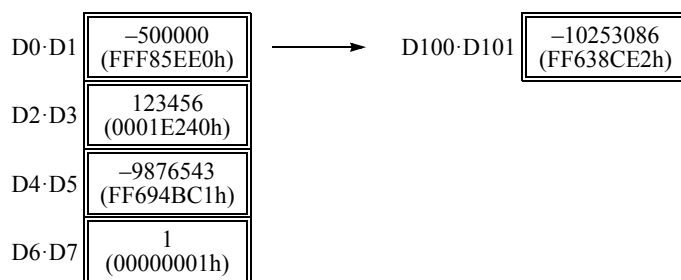 D0·D1 –500000 D100·D101 –10253086
(FFF85EE0h) (FF638CE2h)
D2·D3 123456
(0001E240h)
D4·D5 –9876543
(FF694BC1h)
D6·D7 1
(00000001h)